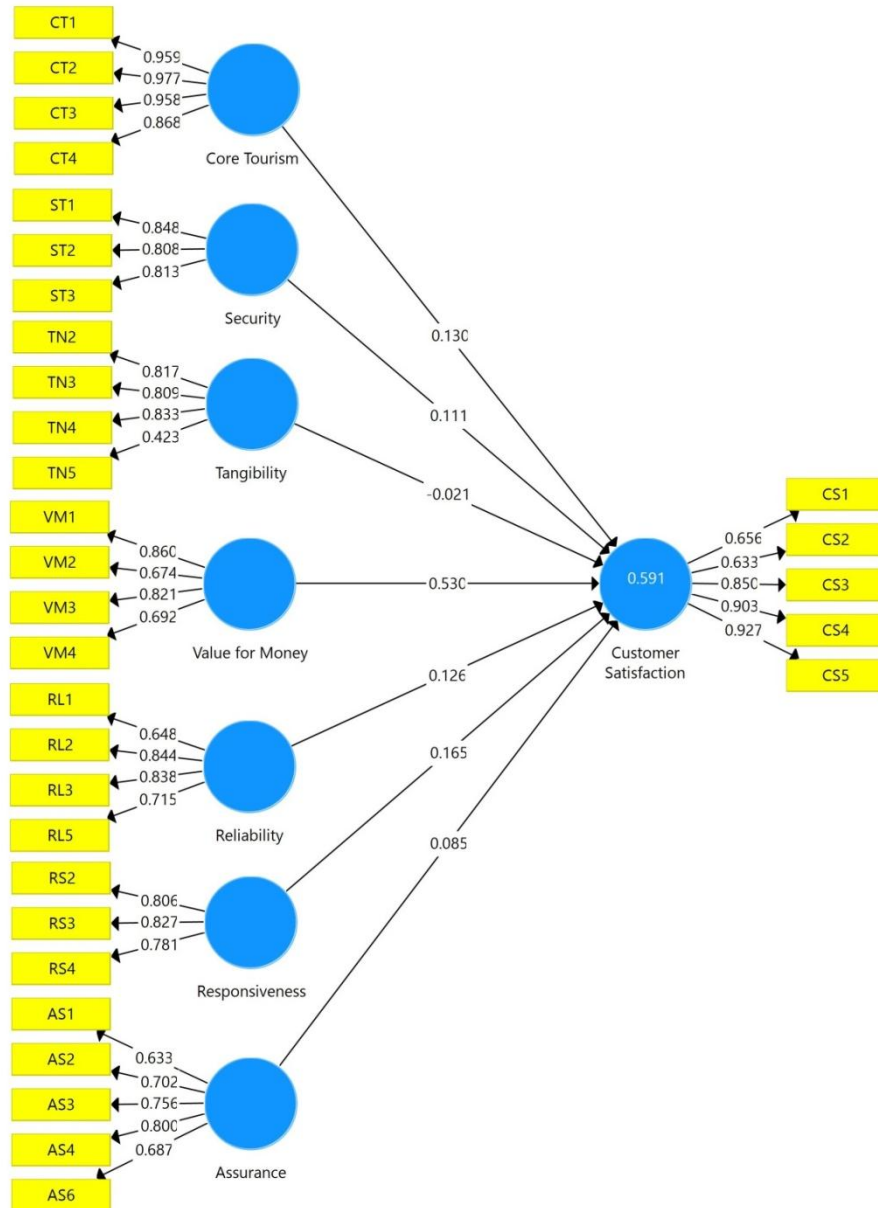 CT1
CT2
CT3
CT4
0.959
0.977
0.958
0.868
Core Tourism
ST1
ST2
ST3
0.848
0.808
0.813
Security
TN2
TN3
TN4
TN5
0.817
0.809
0.833
0.423
Tangibility
VM1
VM2
VM3
VM4
0.860
0.674
0.821
0.692
Value for Money
RL1
RL2
RL3
RL5
0.648
0.844
0.838
0.715
Reliability
RS2
RS3
RS4
0.806
0.827
0.781
Responsiveness
AS1
AS2
AS3
AS4
AS6
0.633
0.702
0.756
0.800
0.687
Assurance
0.130
0.111
-0.021
0.530
0.126
0.165
0.085
0.591
Customer
Satisfaction
0.656
0.633
0.850
0.903
0.927
CS1
CS2
CS3
CS4
CS5